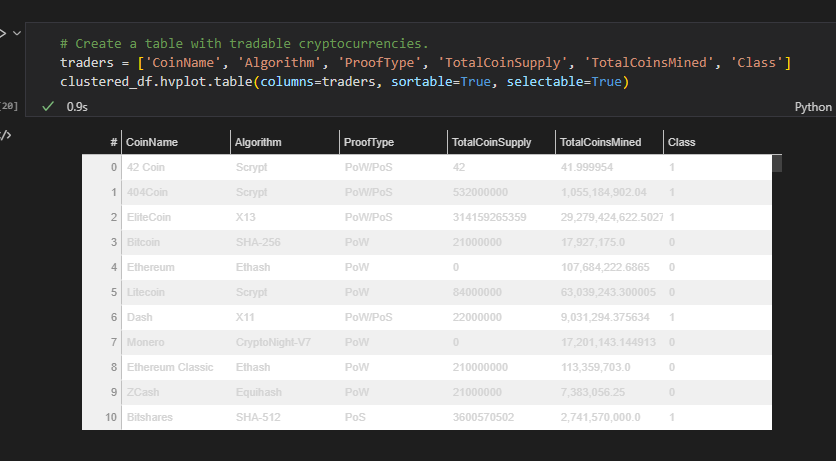 # Create a table with tradable cryptocurrencies.
traders = ['CoinName', 'Algorithm', 'ProofType', 'TotalCoinSupply', 'TotalCoinsMined', 'Class']
clustered_df.hvplot.table(columns=traders, sortable=True, selectable=True)
[20] 0.9s Python
# CoinName Algorithm ProofType TotalCoinSupply TotalCoinsMined Class
0 42 Coin Scrypt PoW/PoS 42 41.999954 1
1 404Coin Scrypt PoW/PoS 532000000 1,055,184,902.04 1
2 EliteCoin X13 PoW/PoS 314159265359 29,279,424,622.5027 1
3 Bitcoin SHA-256 PoW 21000000 17,927,175.0 0
4 Ethereum Ethash PoW 0 107,684,222.6865 0
5 Litecoin Scrypt PoW 84000000 63,039,243.300005 0
6 Dash X11 PoW/PoS 22000000 9,031,294.375634 1
7 Monero CryptoNight-V7 PoW 0 17,201,143.144913 0
8 Ethereum Classic Ethash PoW 210000000 113,359,703.0 0
9 ZCash Equihash PoW 21000000 7,383,056.25 0
10 Bitshares SHA-512 PoS 3600570502 2,741,570,000.0 1